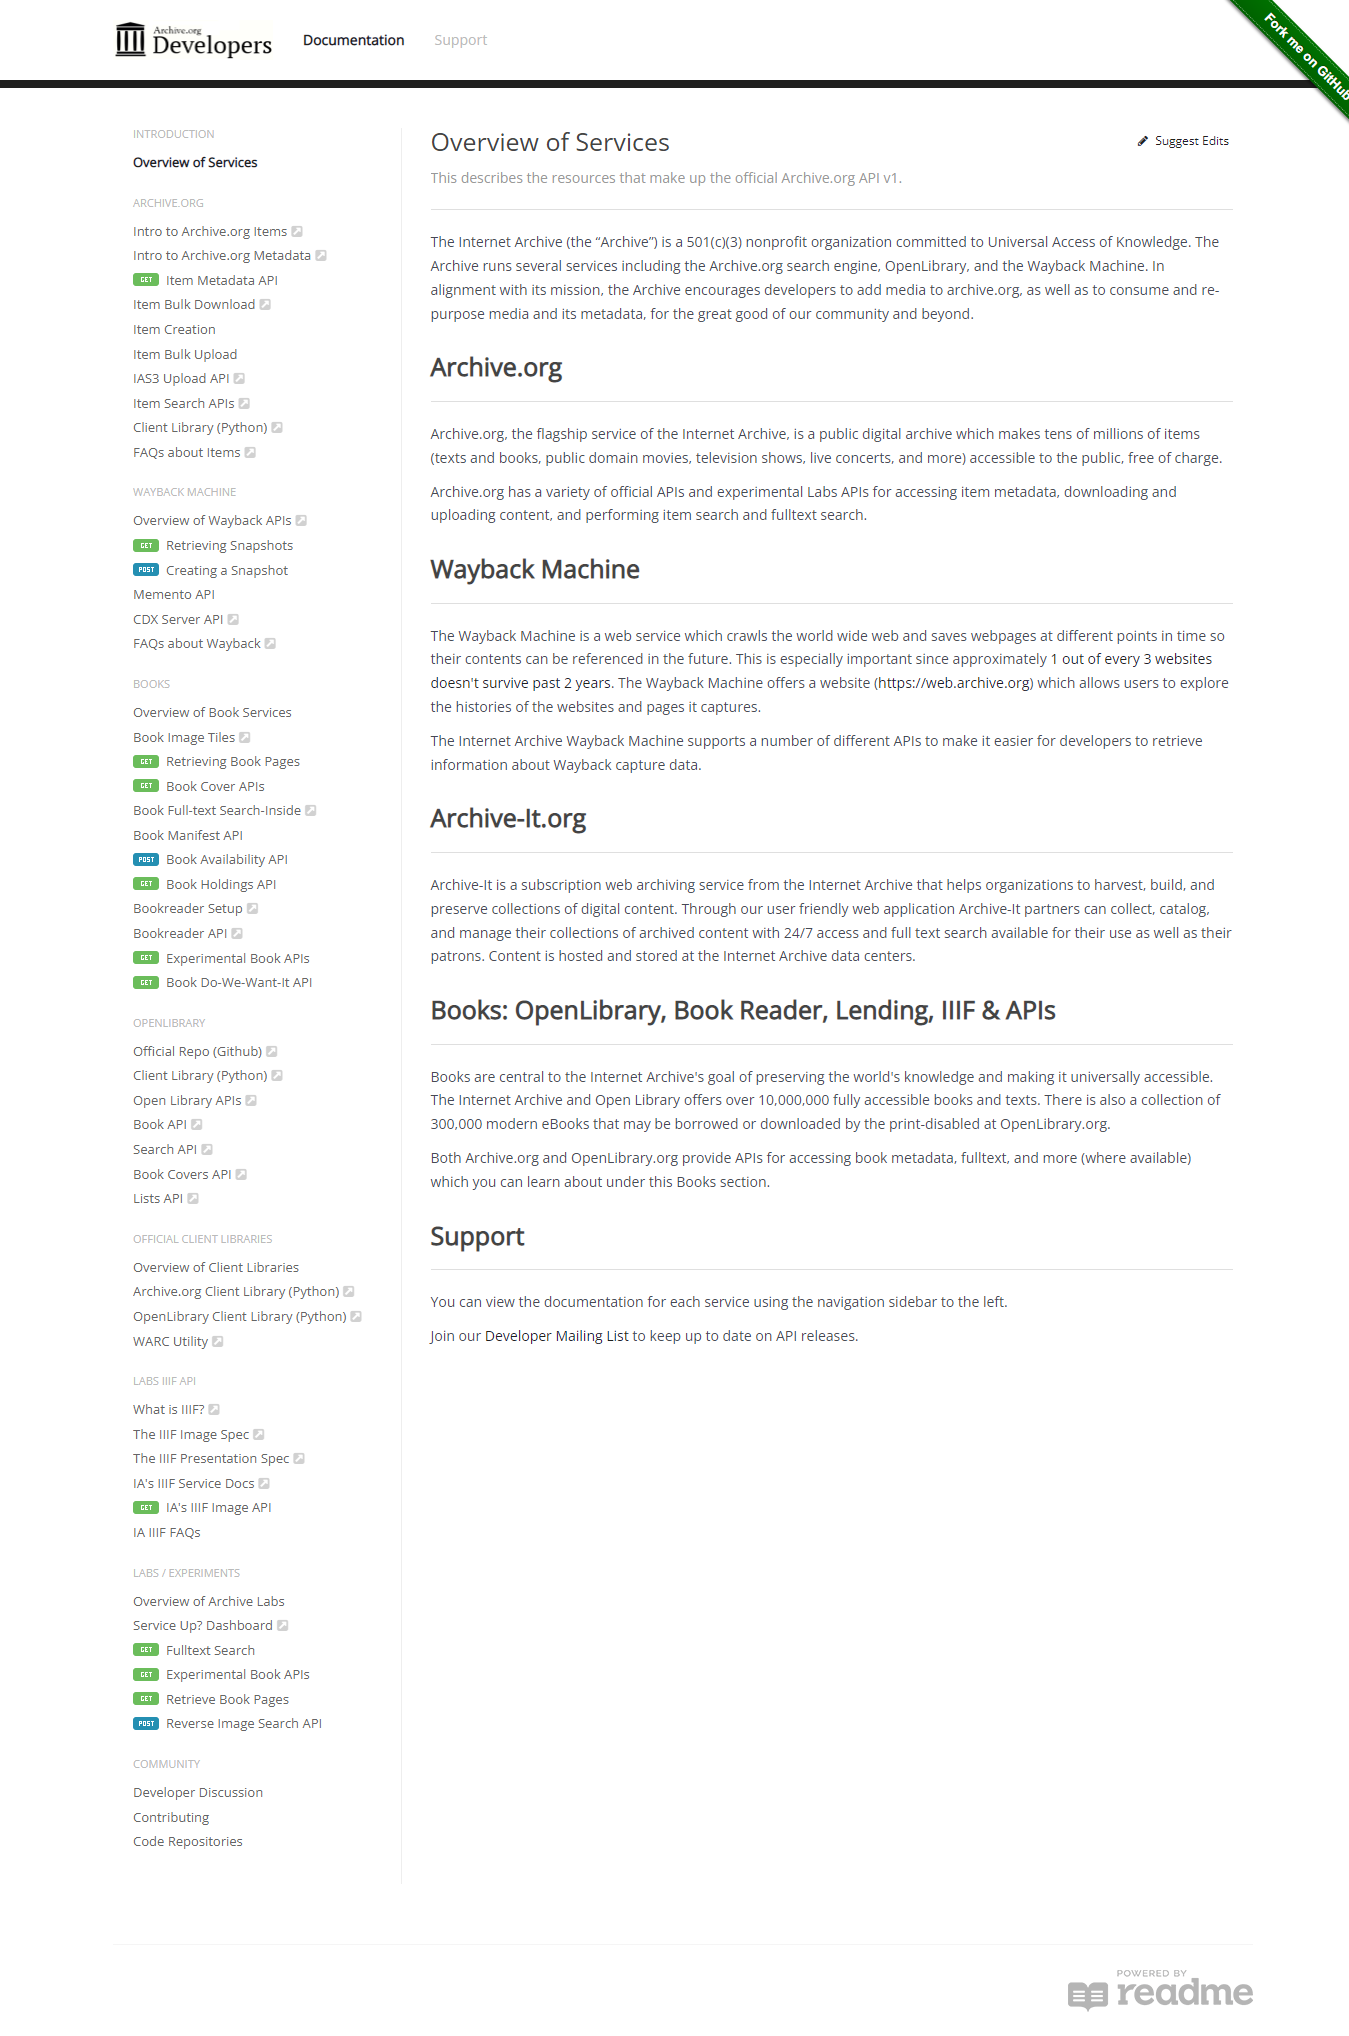 Archive.org
Developers
Documentation
Support
Fork me on GitHub
INTRODUCTION
Overview of Services
ARCHIVE.ORG
Intro to Archive.org Items
Intro to Archive.org Metadata
GET Item Metadata API
Item Bulk Download
Item Creation
Item Bulk Upload
IAS3 Upload API
Item Search APIs
Client Library (Python)
FAQs about Items
WAYBACK MACHINE
Overview of Wayback APIs
GET Retrieving Snapshots
POST Creating a Snapshot
Memento API
CDX Server API
FAQs about Wayback
BOOKS
Overview of Book Services
Book Image Tiles
GET Retrieving Book Pages
GET Book Cover APIs
Book Full-text Search-Inside
Book Manifest API
POST Book Availability API
GET Book Holdings API
Bookreader Setup
Bookreader API
GET Experimental Book APIs
GET Book Do-We-Want-It API
OPENLIBRARY
Official Repo (Github)
Client Library (Python)
Open Library APIs
Book API
Search API
Book Covers API
Lists API
OFFICIAL CLIENT LIBRARIES
Overview of Client Libraries
Archive.org Client Library (Python)
OpenLibrary Client Library (Python)
WARC Utility
LABS IIIF API
What is IIIF?
The IIIF Image Spec
The IIIF Presentation Spec
IA's IIIF Service Docs
GET IA's IIIF Image API
IA IIIF FAQs
LABS / EXPERIMENTS
Overview of Archive Labs
Service Up? Dashboard
GET Fulltext Search
GET Experimental Book APIs
GET Retrieve Book Pages
POST Reverse Image Search API
COMMUNITY
Developer Discussion
Contributing
Code Repositories
Overview of Services
Suggest Edits
This describes the resources that make up the official Archive.org API v1.
The Internet Archive (the “Archive”) is a 501(c)(3) nonprofit organization committed to Universal Access of Knowledge. The
Archive runs several services including the Archive.org search engine, OpenLibrary, and the Wayback Machine. In
alignment with its mission, the Archive encourages developers to add media to archive.org, as well as to consume and re-
purpose media and its metadata, for the great good of our community and beyond.
Archive.org
Archive.org, the flagship service of the Internet Archive, is a public digital archive which makes tens of millions of items
(texts and books, public domain movies, television shows, live concerts, and more) accessible to the public, free of charge.
Archive.org has a variety of official APIs and experimental Labs APIs for accessing item metadata, downloading and
uploading content, and performing item search and fulltext search.
Wayback Machine
The Wayback Machine is a web service which crawls the world wide web and saves webpages at different points in time so
their contents can be referenced in the future. This is especially important since approximately 1 out of every 3 websites
doesn't survive past 2 years. The Wayback Machine offers a website (https://web.archive.org) which allows users to explore
the histories of the websites and pages it captures.
The Internet Archive Wayback Machine supports a number of different APIs to make it easier for developers to retrieve
information about Wayback capture data.
Archive-It.org
Archive-It is a subscription web archiving service from the Internet Archive that helps organizations to harvest, build, and
preserve collections of digital content. Through our user friendly web application Archive-It partners can collect, catalog,
and manage their collections of archived content with 24/7 access and full text search available for their use as well as their
patrons. Content is hosted and stored at the Internet Archive data centers.
Books: OpenLibrary, Book Reader, Lending, IIIF & APIs
Books are central to the Internet Archive's goal of preserving the world's knowledge and making it universally accessible.
The Internet Archive and Open Library offers over 10,000,000 fully accessible books and texts. There is also a collection of
300,000 modern eBooks that may be borrowed or downloaded by the print-disabled at OpenLibrary.org.
Both Archive.org and OpenLibrary.org provide APIs for accessing book metadata, fulltext, and more (where available)
which you can learn about under this Books section.
Support
You can view the documentation for each service using the navigation sidebar to the left.
Join our Developer Mailing List to keep up to date on API releases.
POWERED BY
readme